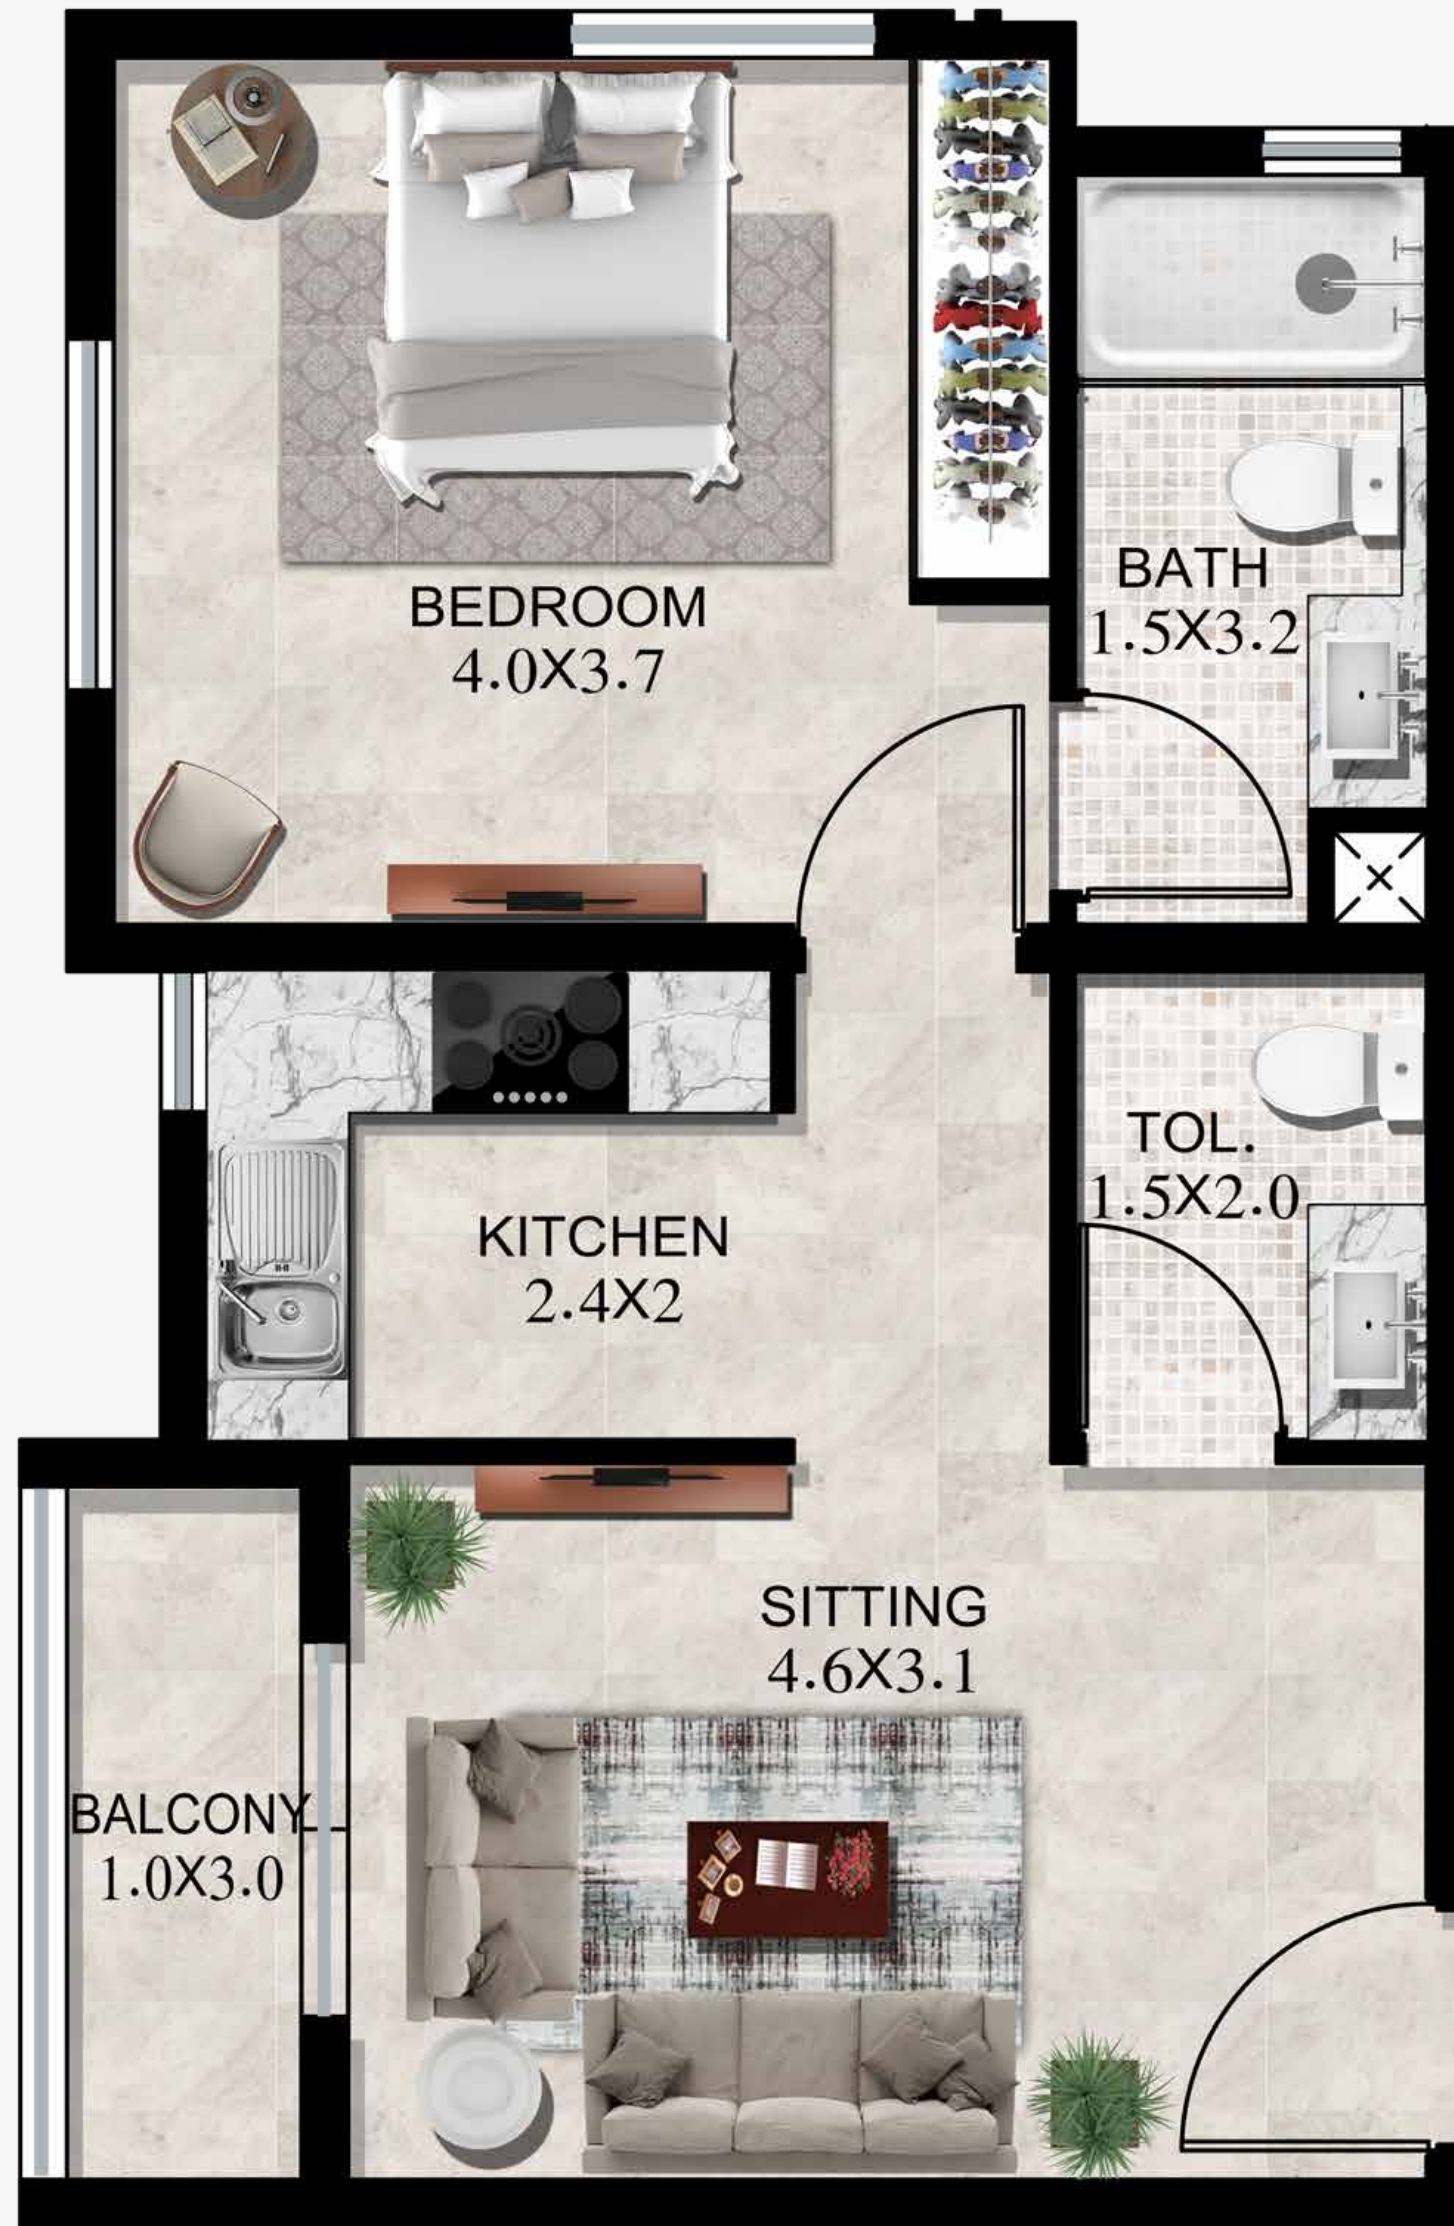 BEDROOM
4.0X3.7
BATH
1.5X3.2
TOL.
1.5X2.0
KITCHEN
2.4X2
SITTING
4.6X3.1
BALCONY
1.0X3.0